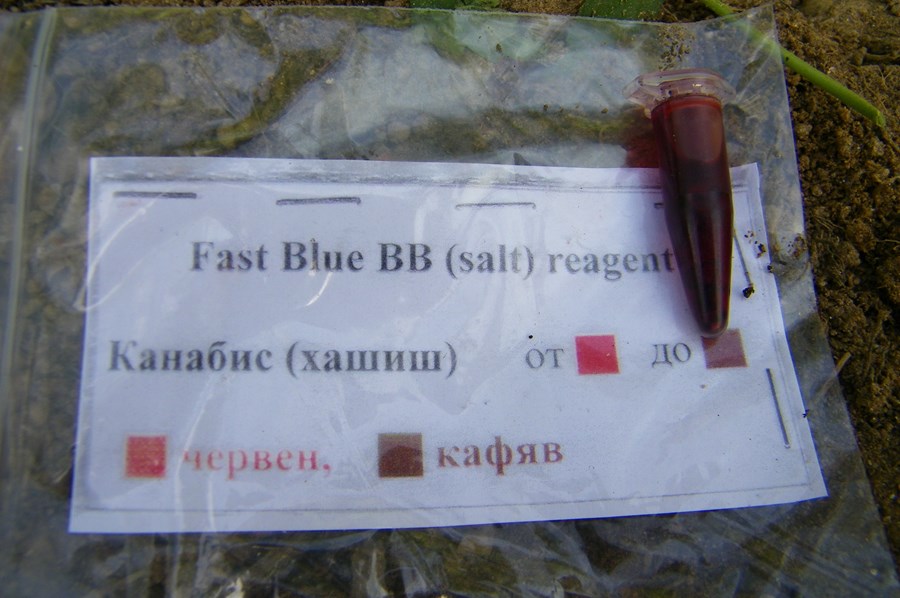 Fast Blue BB (salt) reagent
Канабис (хашиш) от до
червен, кафяв